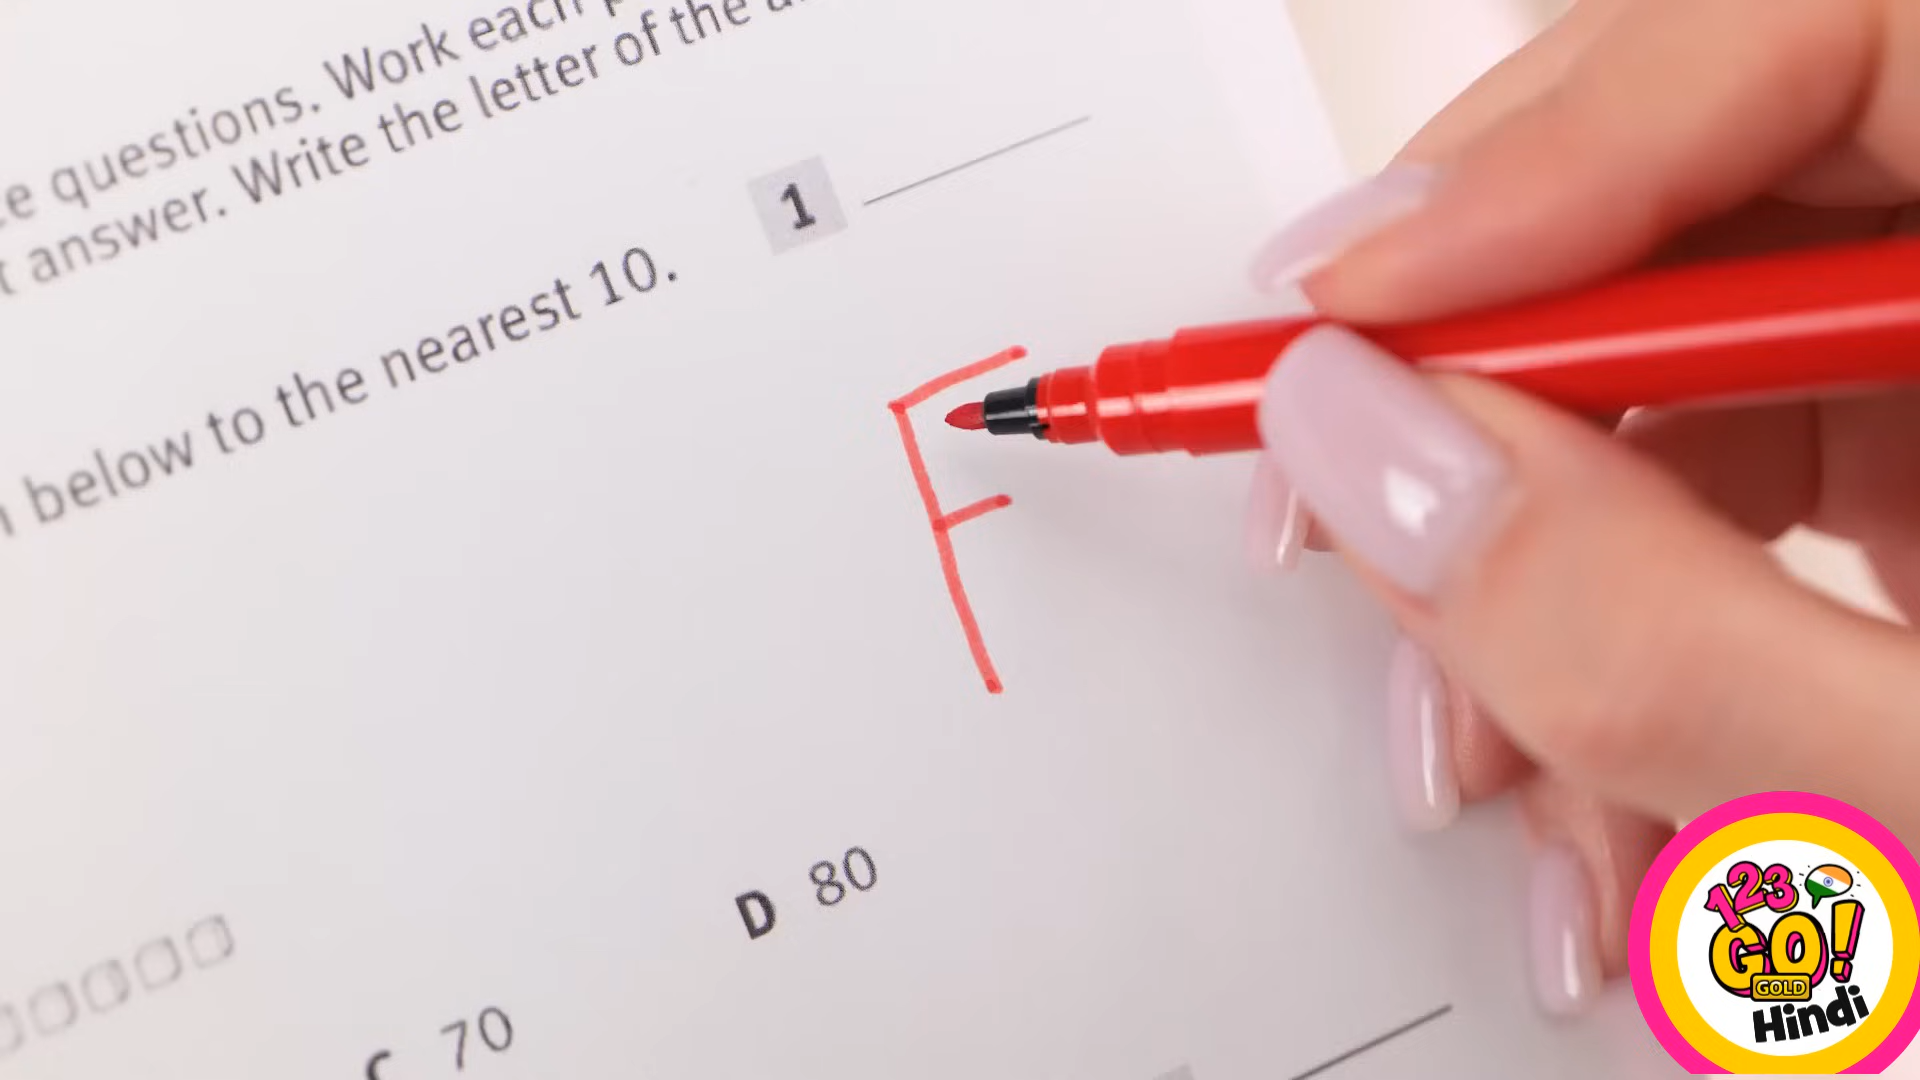 questions. Work each
answer. Write the letter of the
1
below to the nearest 10.
F
D 80
C 70
123
GO!
GOLD
Hindi